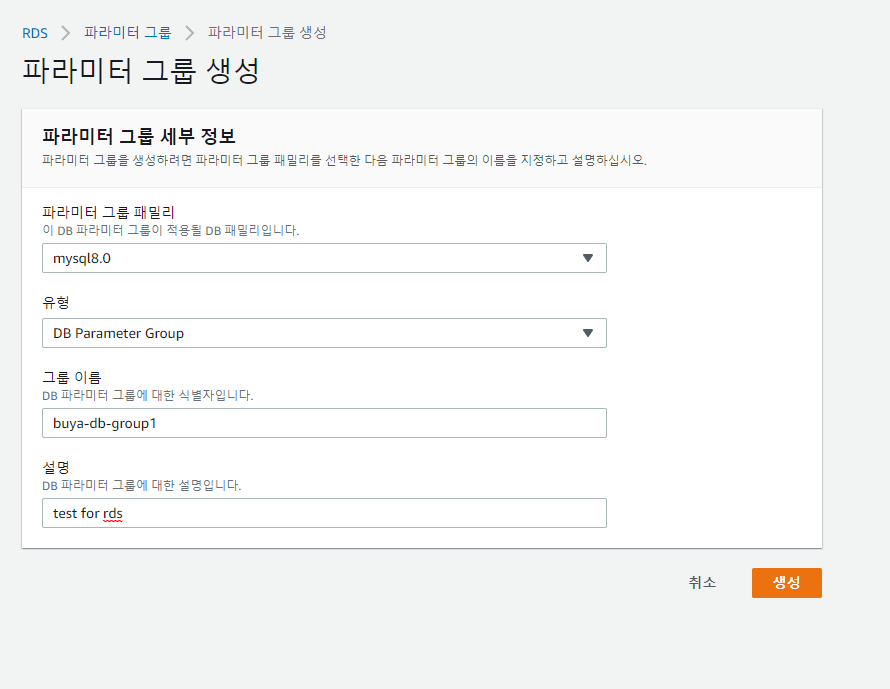 RDS > 파라미터 그룹 > 파라미터 그룹 생성
파라미터 그룹 생성
파라미터 그룹 세부 정보
파라미터 그룹을 생성하려면 파라미터 그룹 패밀리를 선택한 다음 파라미터 그룹의 이름을 지정하고 설명하십시오.
파라미터 그룹 패밀리
이 DB 파라미터 그룹이 적용될 DB 패밀리입니다.
mysql8.0
유형
DB Parameter Group
그룹 이름
DB 파라미터 그룹에 대한 식별자입니다.
buya-db-group1
설명
DB 파라미터 그룹에 대한 설명입니다.
test for rds
취소 생성